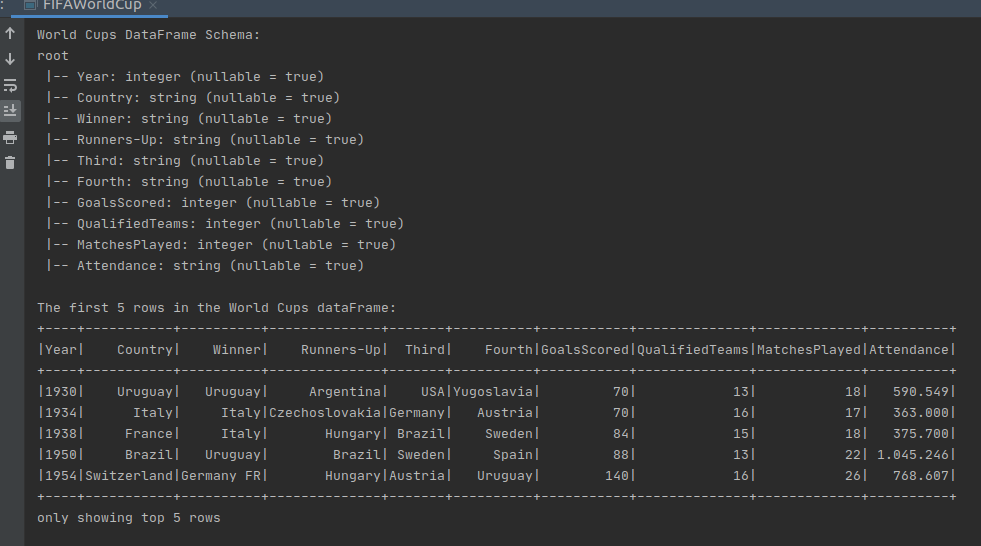 : FIFAWorldCup ×
World Cups DataFrame Schema:
root
 |-- Year: integer (nullable = true)
 |-- Country: string (nullable = true)
 |-- Winner: string (nullable = true)
 |-- Runners-Up: string (nullable = true)
 |-- Third: string (nullable = true)
 |-- Fourth: string (nullable = true)
 |-- GoalsScored: integer (nullable = true)
 |-- QualifiedTeams: integer (nullable = true)
 |-- MatchesPlayed: integer (nullable = true)
 |-- Attendance: string (nullable = true)
The first 5 rows in the World Cups dataFrame:
+----+-----------+----------+--------------+-------+----------+-----------+--------------+-------------+----------+
|Year|    Country|    Winner|    Runners-Up|  Third|    Fourth|GoalsScored|QualifiedTeams|MatchesPlayed|Attendance|
+----+-----------+----------+--------------+-------+----------+-----------+--------------+-------------+----------+
|1930|    Uruguay|   Uruguay|     Argentina|    USA|Yugoslavia|         70|            13|           18|   590.549|
|1934|      Italy|     Italy|Czechoslovakia|Germany|   Austria|         70|            16|           17|   363.000|
|1938|     France|     Italy|       Hungary| Brazil|    Sweden|         84|            15|           18|   375.700|
|1950|     Brazil|   Uruguay|        Brazil| Sweden|     Spain|         88|            13|           22| 1.045.246|
|1954|Switzerland|Germany FR|       Hungary|Austria|   Uruguay|        140|            16|           26|   768.607|
+----+-----------+----------+--------------+-------+----------+-----------+--------------+-------------+----------+
only showing top 5 rows